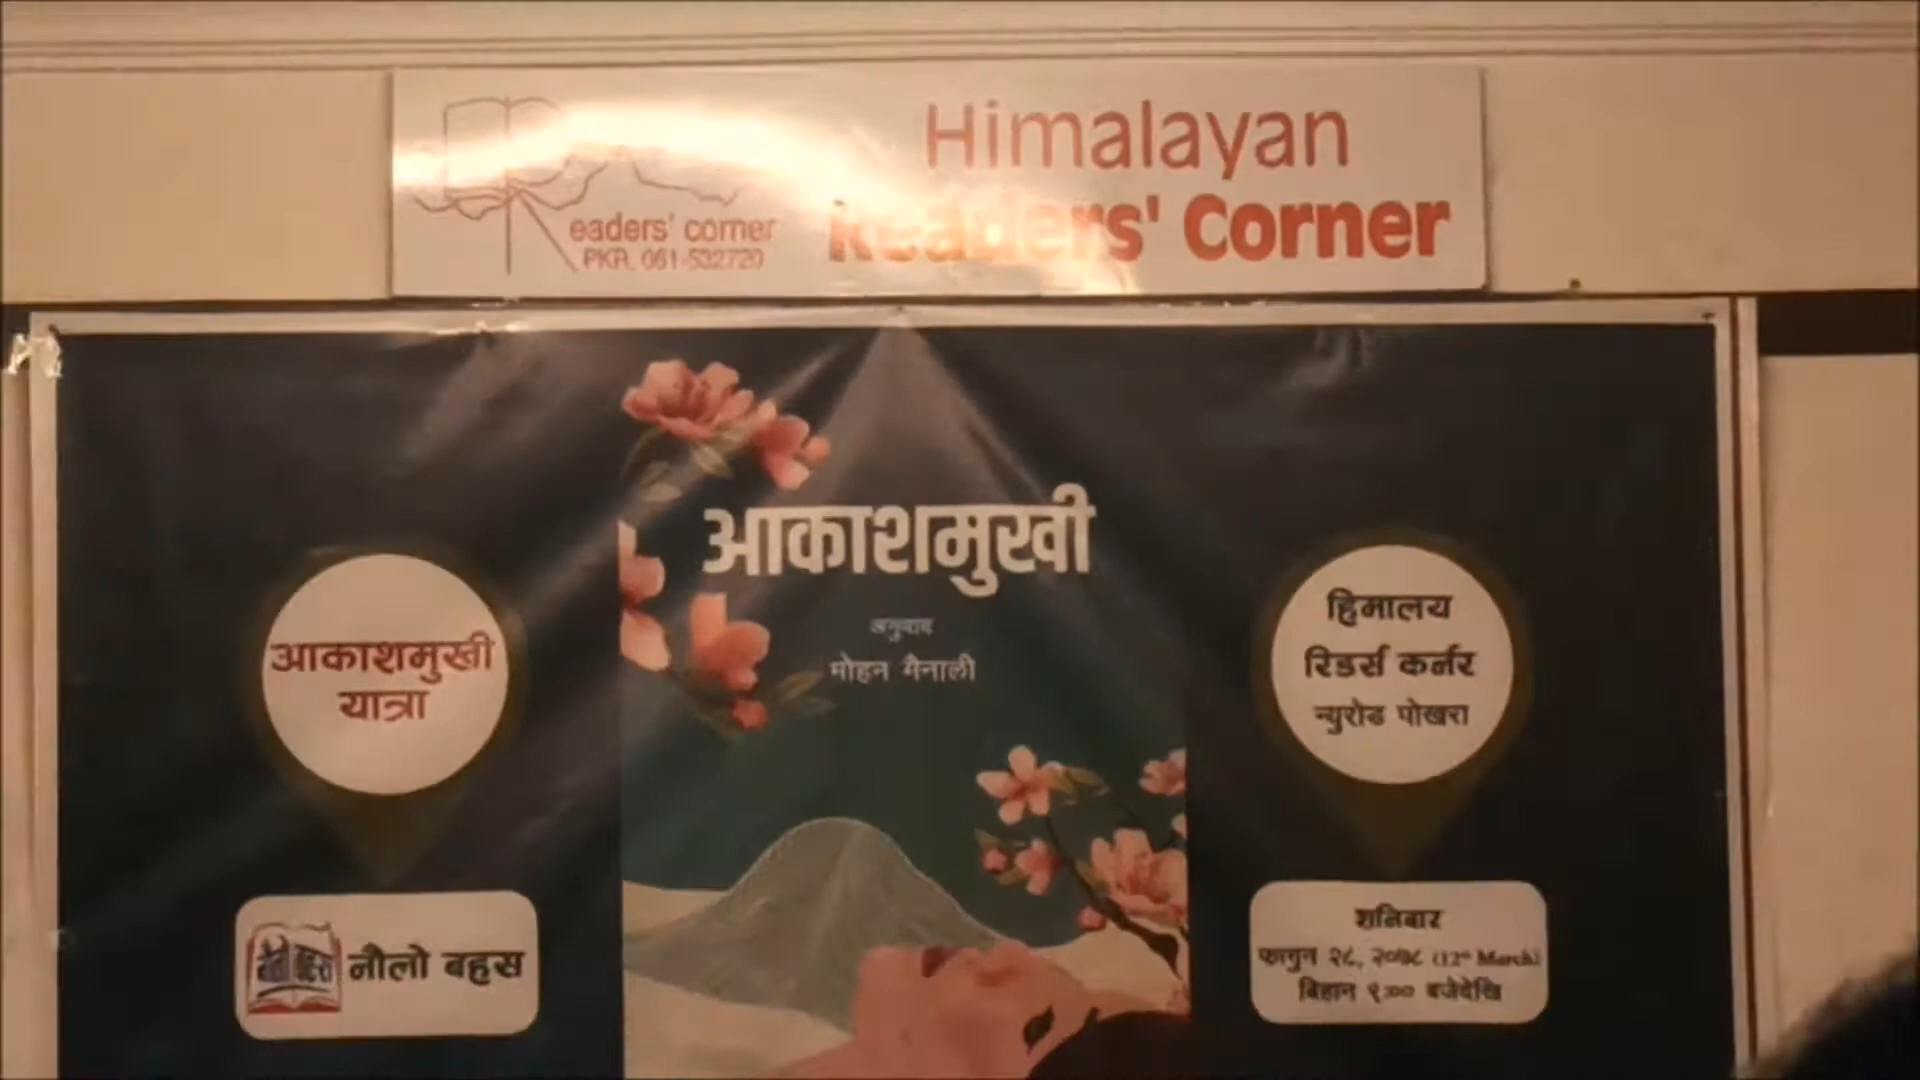 Himalayan
Readers' Corner
eaders' corner
PKR. 061-532720
आकाशमुखी
अनुवाद
मोहन मैनाली
आकाशमुखी
यात्रा
नौलो बहस
हिमालय
रिडर्स कर्नर
न्युरोड पोखरा
शनिबार
फागुन २८, २०७८ (12th March)
बिहान ९:०० बजेदेखि